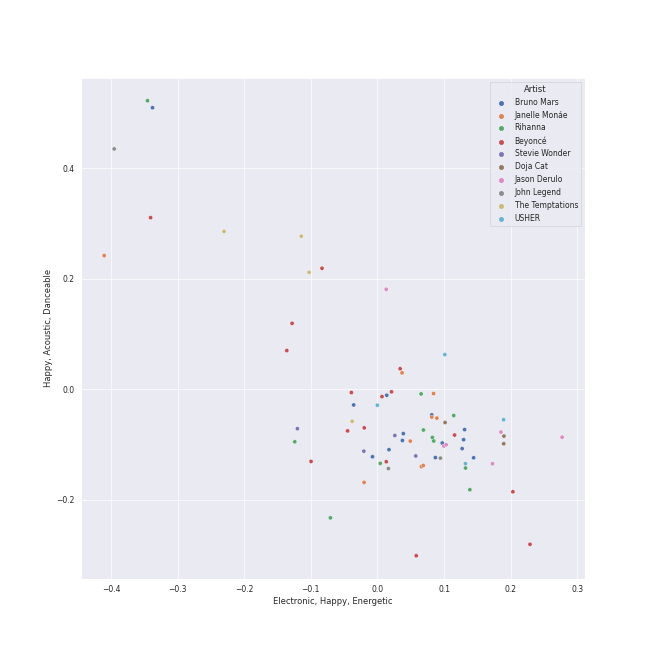 Artist
Bruno Mars
Janelle Monáe
Rihanna
Beyoncé
Stevie Wonder
Doja Cat
Jason Derulo
John Legend
The Temptations
USHER
0.4
0.2
0.0
−0.2
Happy, Acoustic, Danceable
−0.4 −0.3 −0.2 −0.1 0.0 0.1 0.2 0.3
Electronic, Happy, Energetic